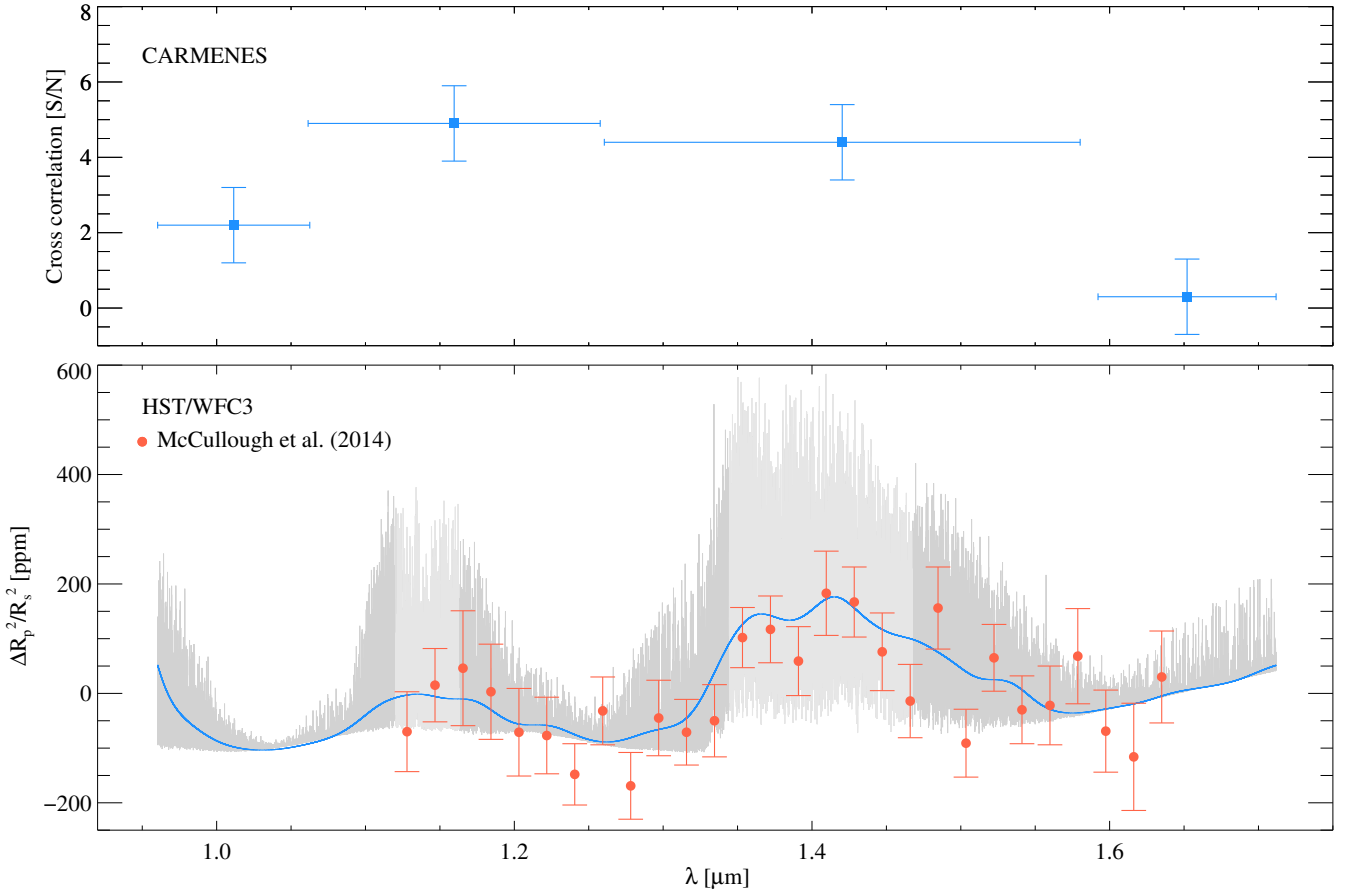 8
6
4
2
0
Cross correlation [S/N]
CARMENES
600
400
200
0
−200
ΔRp²/Rs² [ppm]
HST/WFC3
McCullough et al. (2014)
1.0 1.2 1.4 1.6
λ [μm]